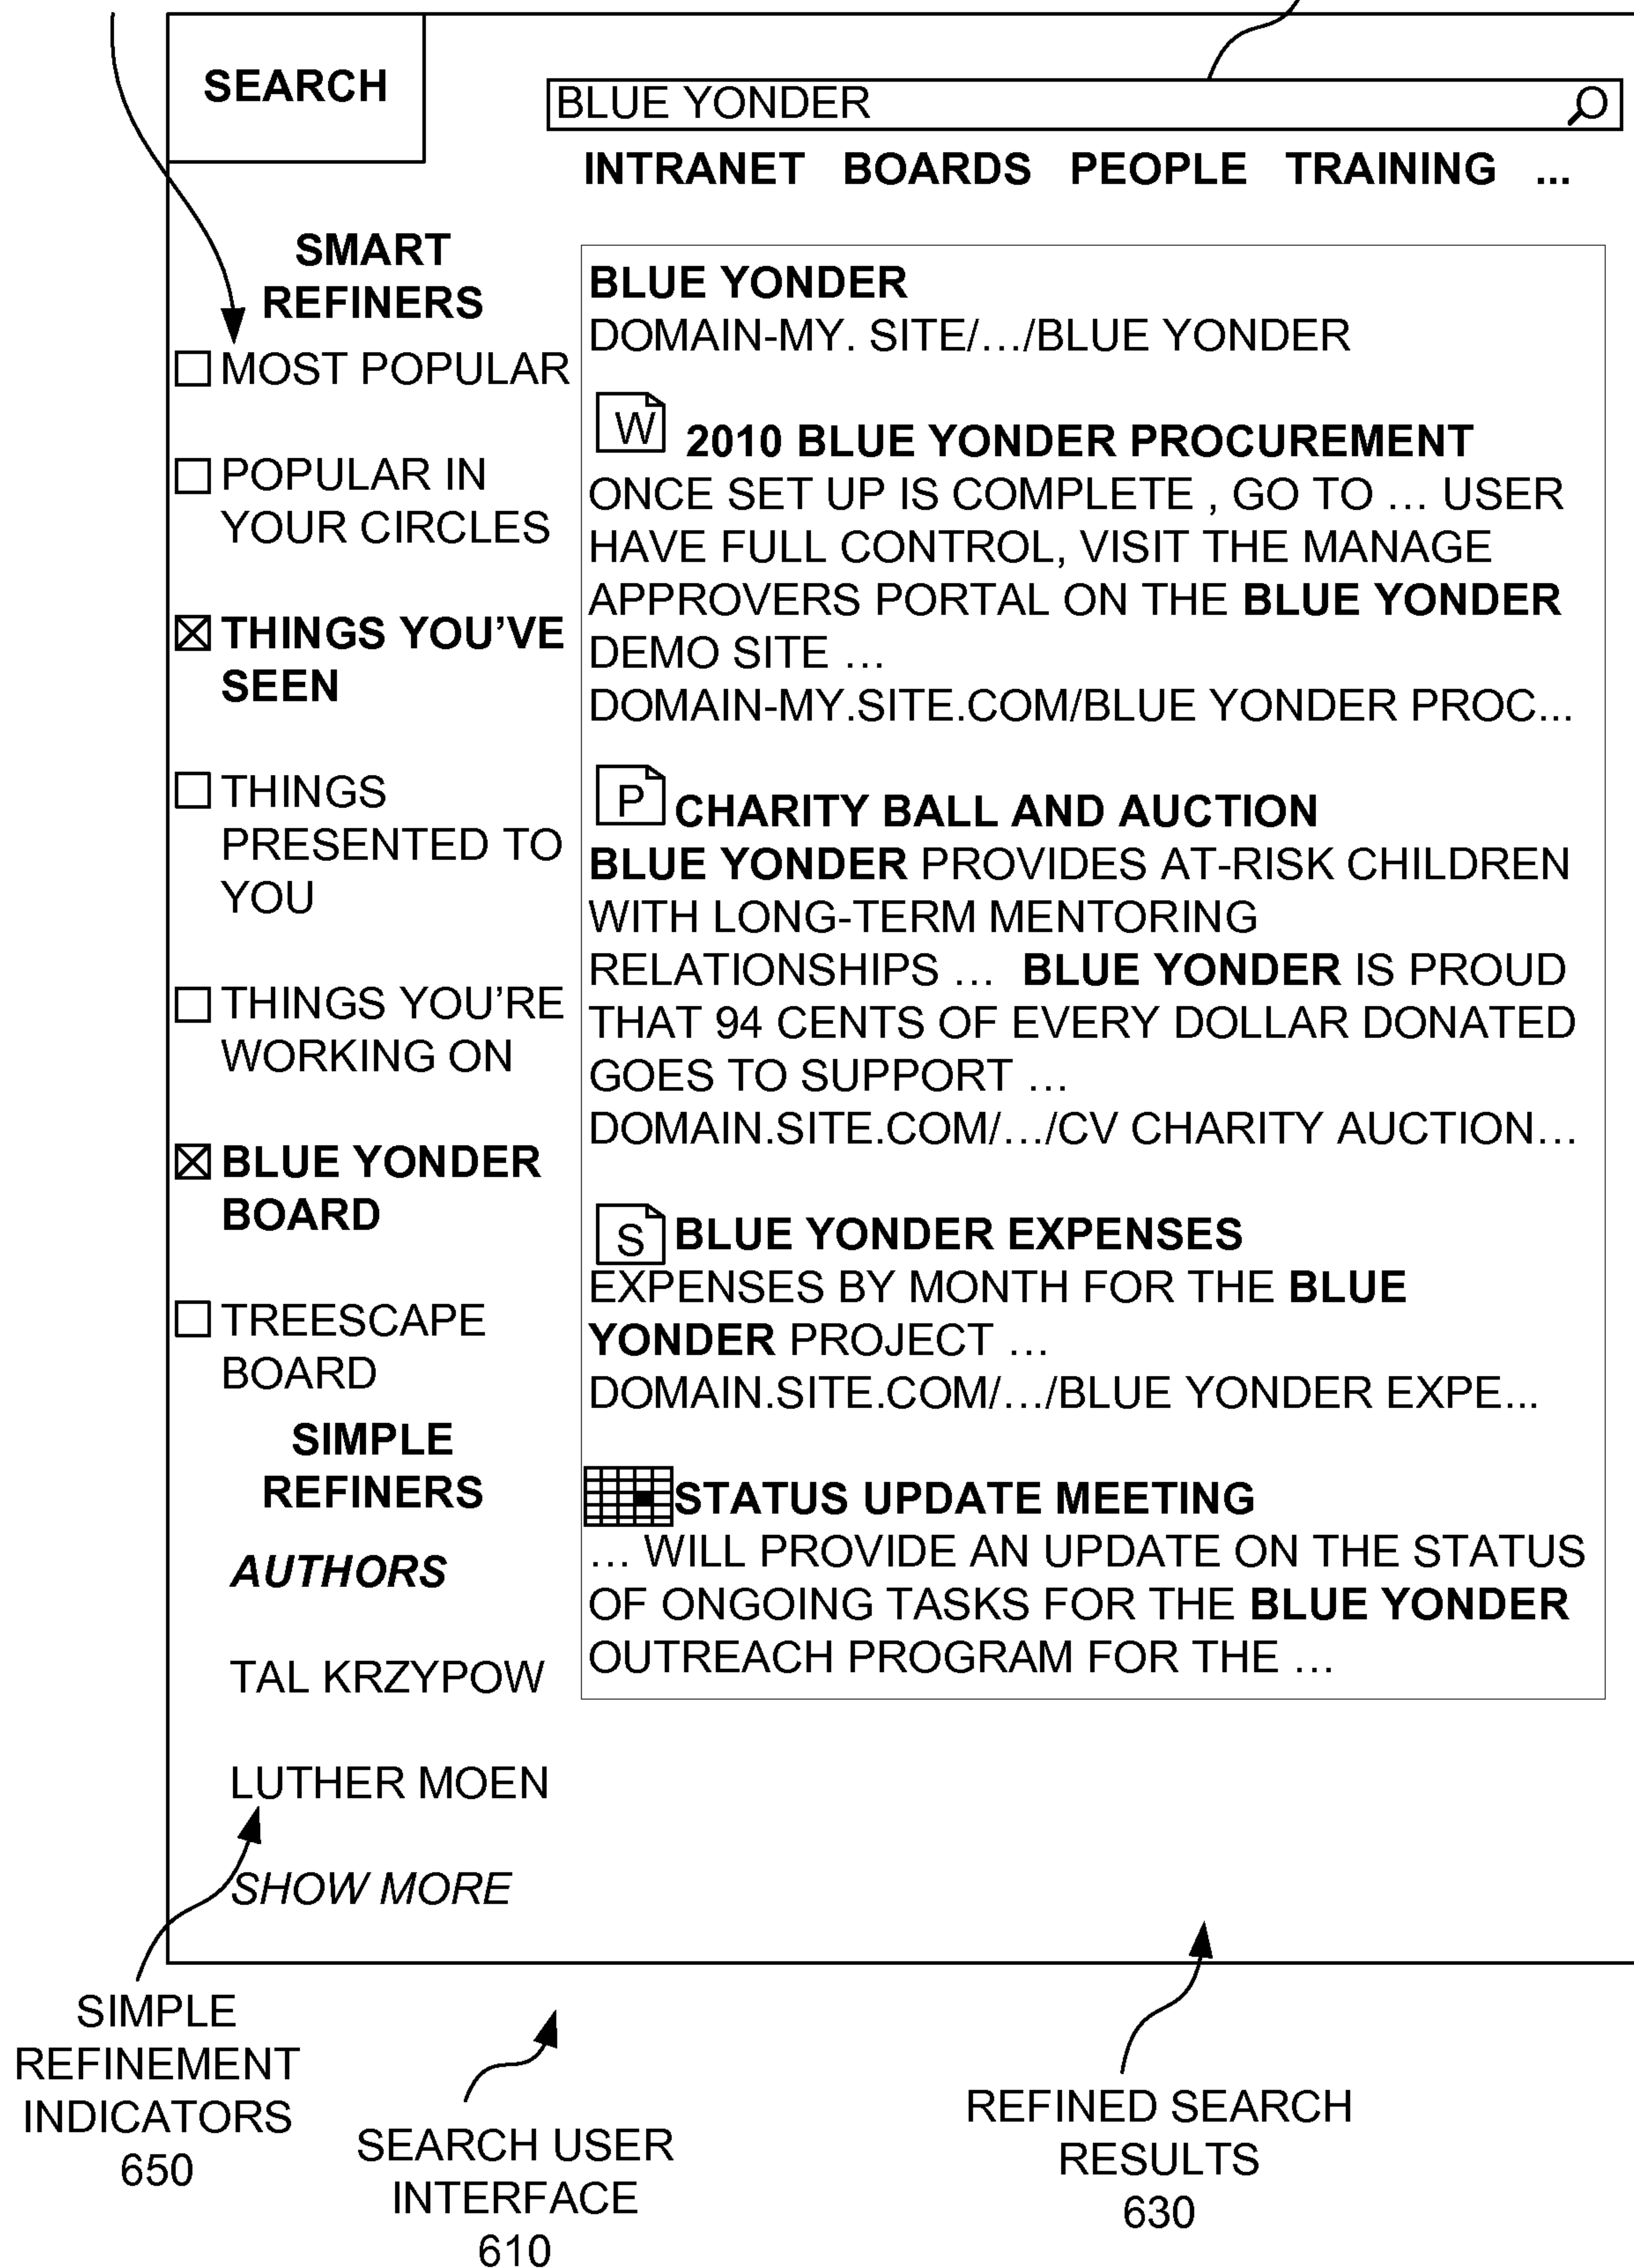 SEARCH
BLUE YONDER
INTRANET BOARDS PEOPLE TRAINING ...
SMART
REFINERS
MOST POPULAR
POPULAR IN
YOUR CIRCLES
THINGS YOU'VE
SEEN
THINGS
PRESENTED TO
YOU
THINGS YOU'RE
WORKING ON
BLUE YONDER
BOARD
TREESCAPE
BOARD
SIMPLE
REFINERS
AUTHORS
TAL KRZYPOW
LUTHER MOEN
SHOW MORE
BLUE YONDER
DOMAIN-MY. SITE/.../BLUE YONDER
W 2010 BLUE YONDER PROCUREMENT
ONCE SET UP IS COMPLETE , GO TO ... USER
HAVE FULL CONTROL, VISIT THE MANAGE
APPROVERS PORTAL ON THE BLUE YONDER
DEMO SITE ...
DOMAIN-MY.SITE.COM/BLUE YONDER PROC...
P CHARITY BALL AND AUCTION
BLUE YONDER PROVIDES AT-RISK CHILDREN
WITH LONG-TERM MENTORING
RELATIONSHIPS ... BLUE YONDER IS PROUD
THAT 94 CENTS OF EVERY DOLLAR DONATED
GOES TO SUPPORT ...
DOMAIN.SITE.COM/.../CV CHARITY AUCTION...
S BLUE YONDER EXPENSES
EXPENSES BY MONTH FOR THE BLUE
YONDER PROJECT ...
DOMAIN.SITE.COM/.../BLUE YONDER EXPE...
STATUS UPDATE MEETING
... WILL PROVIDE AN UPDATE ON THE STATUS
OF ONGOING TASKS FOR THE BLUE YONDER
OUTREACH PROGRAM FOR THE ...
SIMPLE
REFINEMENT
INDICATORS
650
SEARCH USER
INTERFACE
610
REFINED SEARCH
RESULTS
630